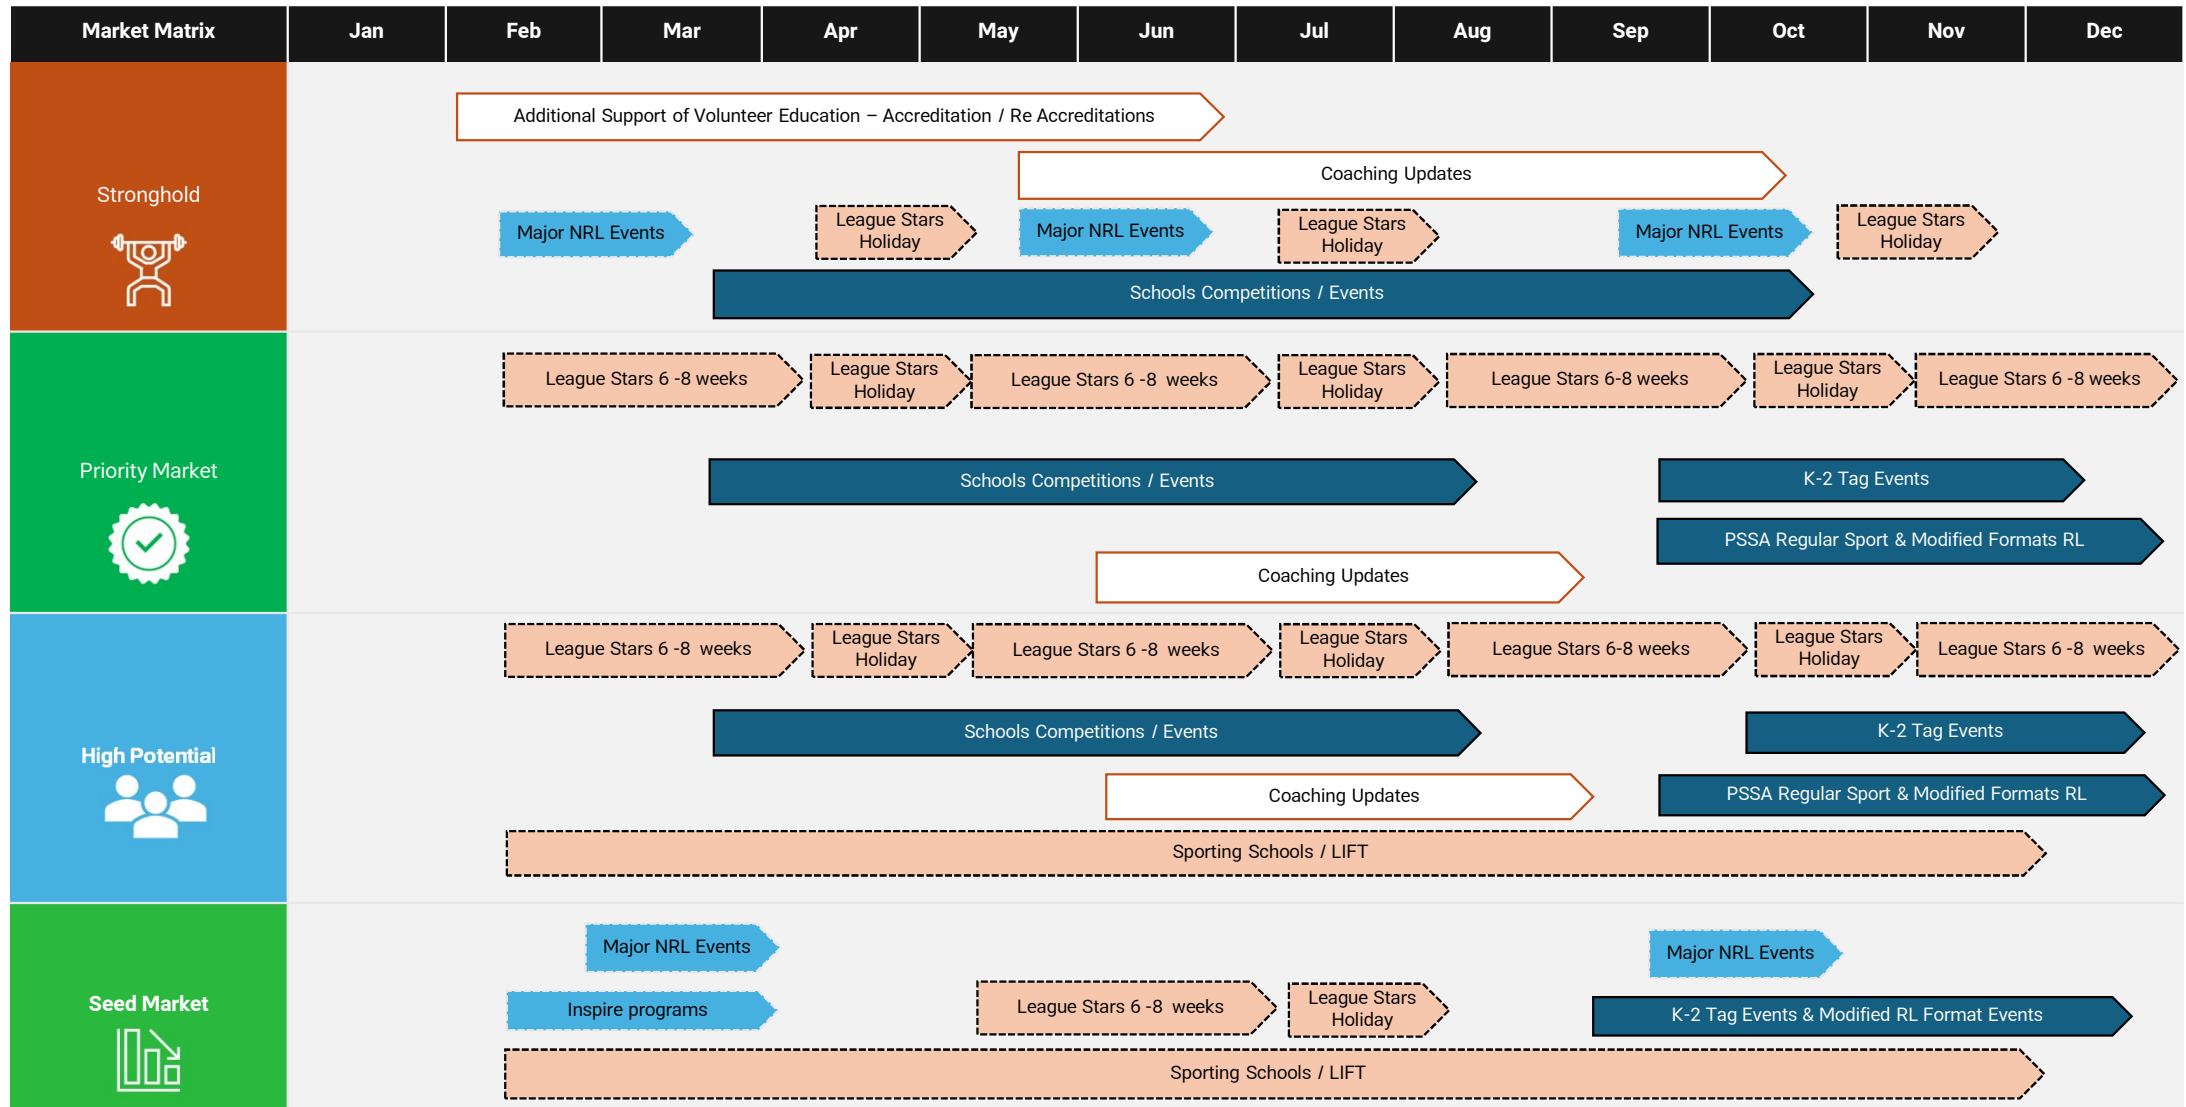 Market Matrix
Jan
Feb
Mar
Apr
May
Jun
Jul
Aug
Sep
Oct
Nov
Dec
Stronghold
Additional Support of Volunteer Education – Accreditation / Re Accreditations
Coaching Updates
Major NRL Events
League Stars
Holiday
Major NRL Events
League Stars
Holiday
Major NRL Events
League Stars
Holiday
Schools Competitions / Events
Priority Market
League Stars 6 -8 weeks
League Stars
Holiday
League Stars 6 -8 weeks
League Stars
Holiday
League Stars 6-8 weeks
League Stars
Holiday
League Stars 6 -8 weeks
Schools Competitions / Events
K-2 Tag Events
PSSA Regular Sport & Modified Formats RL
Coaching Updates
High Potential
League Stars 6 -8 weeks
League Stars
Holiday
League Stars 6 -8 weeks
League Stars
Holiday
League Stars 6-8 weeks
League Stars
Holiday
League Stars 6 -8 weeks
Schools Competitions / Events
K-2 Tag Events
Coaching Updates
PSSA Regular Sport & Modified Formats RL
Sporting Schools / LIFT
Seed Market
Major NRL Events
Major NRL Events
Inspire programs
League Stars 6 -8 weeks
League Stars
Holiday
K-2 Tag Events & Modified RL Format Events
Sporting Schools / LIFT